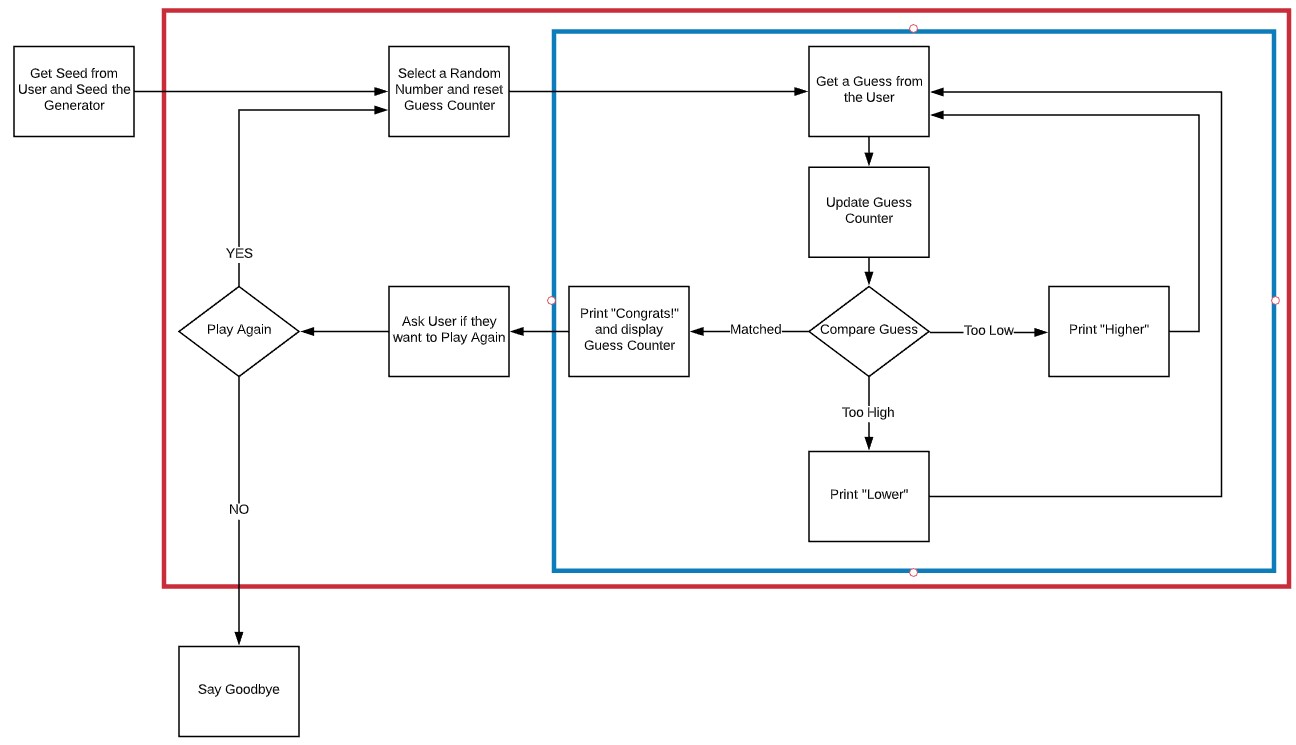 Get Seed from
User and Seed the
Generator
Select a Random
Number and reset
Guess Counter
Get a Guess from
the User
Update Guess
Counter
YES
Play Again
Ask User if they
want to Play Again
Print "Congrats!"
and display
Guess Counter
Matched
Compare Guess
Too Low
Print "Higher"
Too High
Print "Lower"
NO
Say Goodbye